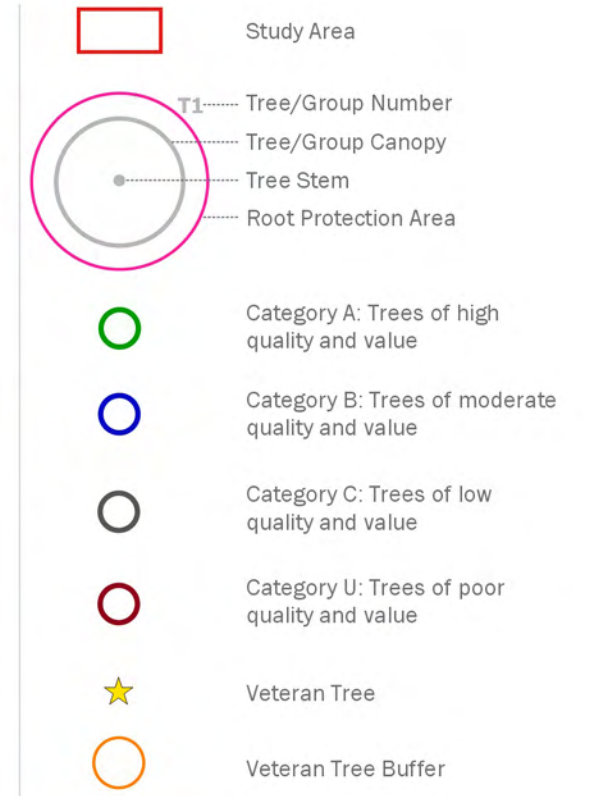 Study Area
T1
Tree/Group Number
Tree/Group Canopy
Tree Stem
Root Protection Area
Category A: Trees of high
quality and value
Category B: Trees of moderate
quality and value
Category C: Trees of low
quality and value
Category U: Trees of poor
quality and value
Veteran Tree
Veteran Tree Buffer